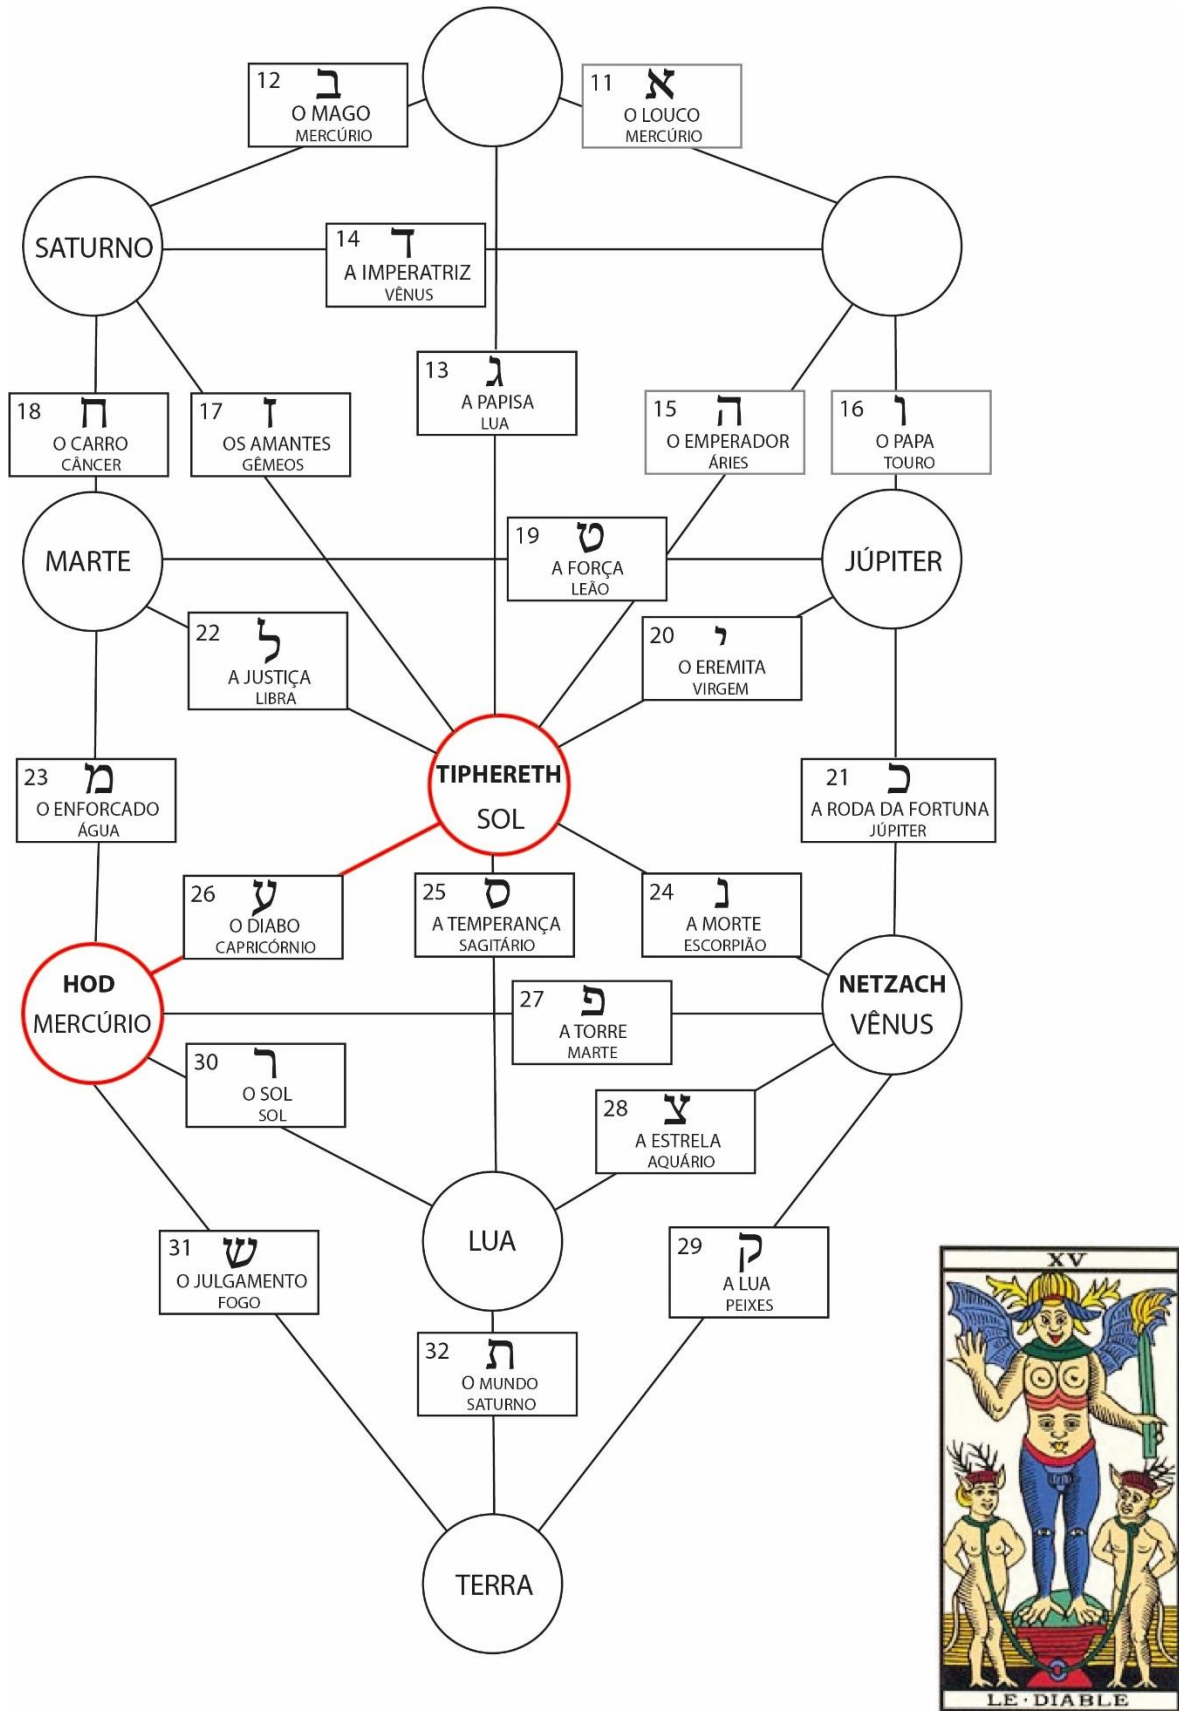 12 ב
O MAGO
MERCÚRIO
11 א
O LOUCO
MERCÚRIO
SATURNO
14 ד
A IMPERATRIZ
VÊNUS
13 ג
A PAPISA
LUA
18 ח
O CARRO
CÂNCER
17 ז
OS AMANTES
GÊMEOS
15 ה
O EMPERADOR
ÁRIES
16 ו
O PAPA
TOURO
MARTE
19 ט
A FORÇA
LEÃO
JÚPITER
22 ל
A JUSTIÇA
LIBRA
20 י
O EREMITA
VIRGEM
TIPHERETH
SOL
23 מ
O ENFORCADO
ÁGUA
21 כ
A RODA DA FORTUNA
JÚPITER
26 ע
O DIABO
CAPRICÓRNIO
25 ס
A TEMPERANÇA
SAGITÁRIO
24 נ
A MORTE
ESCORPIÃO
HOD
MERCÚRIO
27 פ
A TORRE
MARTE
NETZACH
VÊNUS
30 ר
O SOL
SOL
28 צ
A ESTRELA
AQUÁRIO
LUA
31 ש
O JULGAMENTO
FOGO
29 ק
A LUA
PEIXES
32 ת
O MUNDO
SATURNO
TERRA
XV
LE·DIABLE